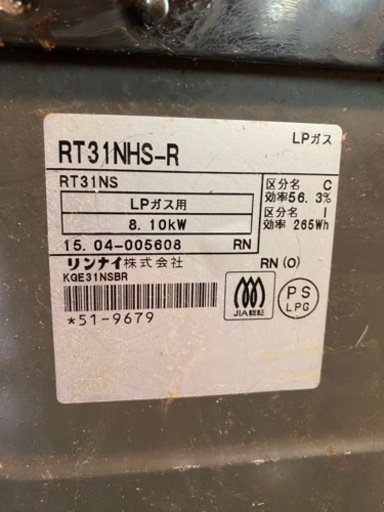 LPガス
RT31NHS-R
RT31NS
LPガス用
8.10kW
区分名 C
効率56.3%
区分名 I
効率 265Wh
15.04-005608 RN
リンナイ株式会社 RN(O)
KGE31NSBR
*51-9679
JIA
PS
LPG